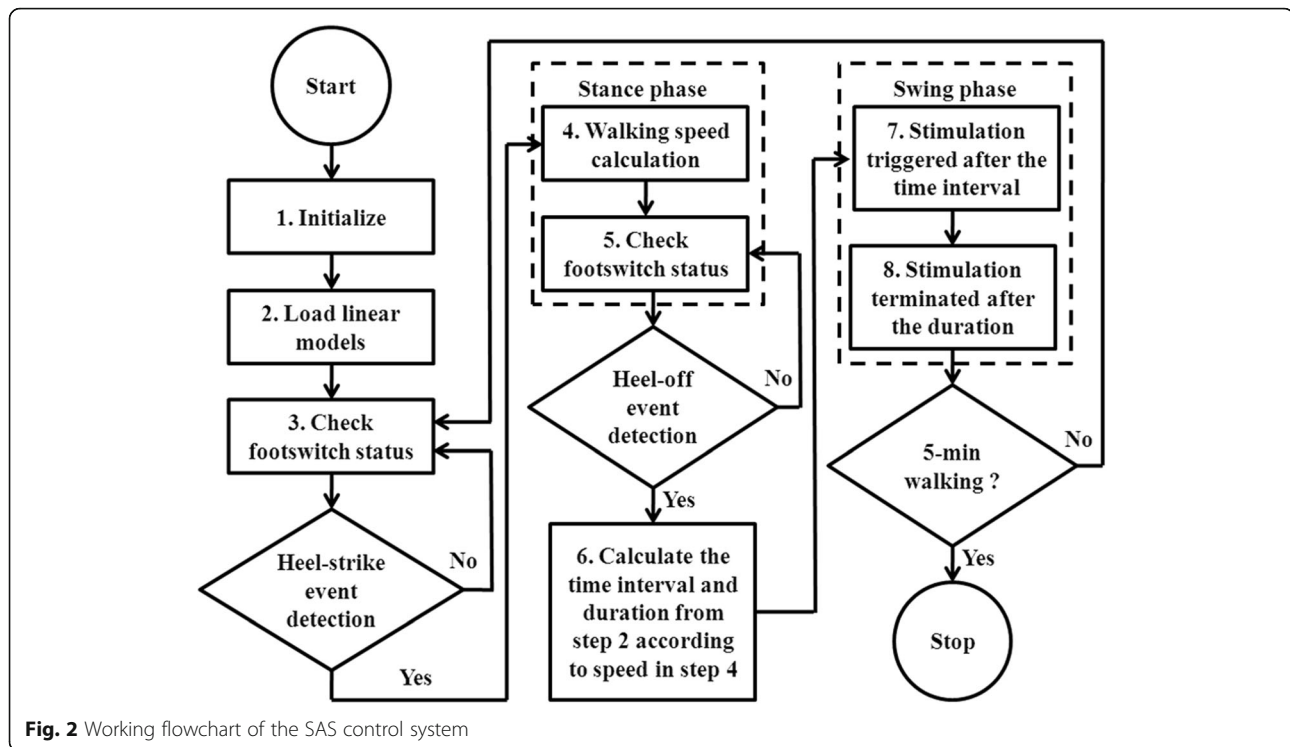 Start
1. Initialize
2. Load linear
models
3. Check
footswitch status
Heel-strike
event
detection
No
Yes
Stance phase
4. Walking speed
calculation
5. Check
footswitch status
Heel-off
event
detection
No
Yes
6. Calculate the
time interval and
duration from
step 2 according
to speed in step 4
Swing phase
7. Stimulation
triggered after the
time interval
8. Stimulation
terminated after
the duration
5-min
walking ?
No
Yes
Stop
Fig. 2 Working flowchart of the SAS control system